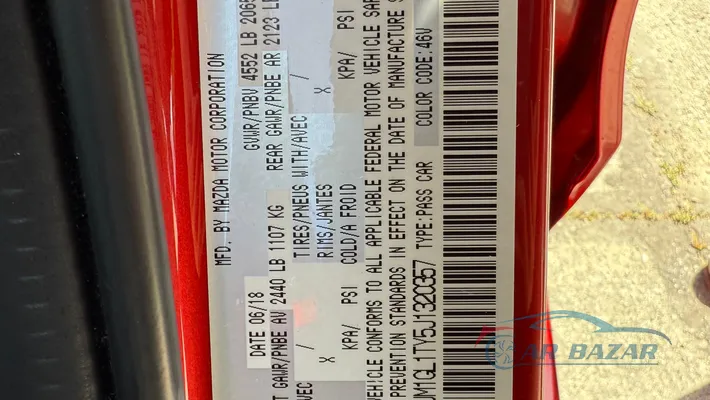 MFD. BY MAZDA MOTOR CORPORATION
DATE 06/18 GVWR/PNBV 4552 LB 2065
T GAWR/PNBE AV 2440 LB 1107 KG REAR GAWR/PNBE AR 2123 LB
AVEC TIRES/PNEUS WITH/AVEC
X RIMS/JANTES X
KPA/ PSI COLD/A FROID KPA/ PSI
VEHICLE CONFORMS TO ALL APPLICABLE FEDERAL MOTOR VEHICLE SAF
PREVENTION STANDARDS IN EFFECT ON THE DATE OF MANUFACTURE S
JM1GL1TY5J1320357 TYPE:PASS CAR COLOR CODE:46V
CAR BAZAR